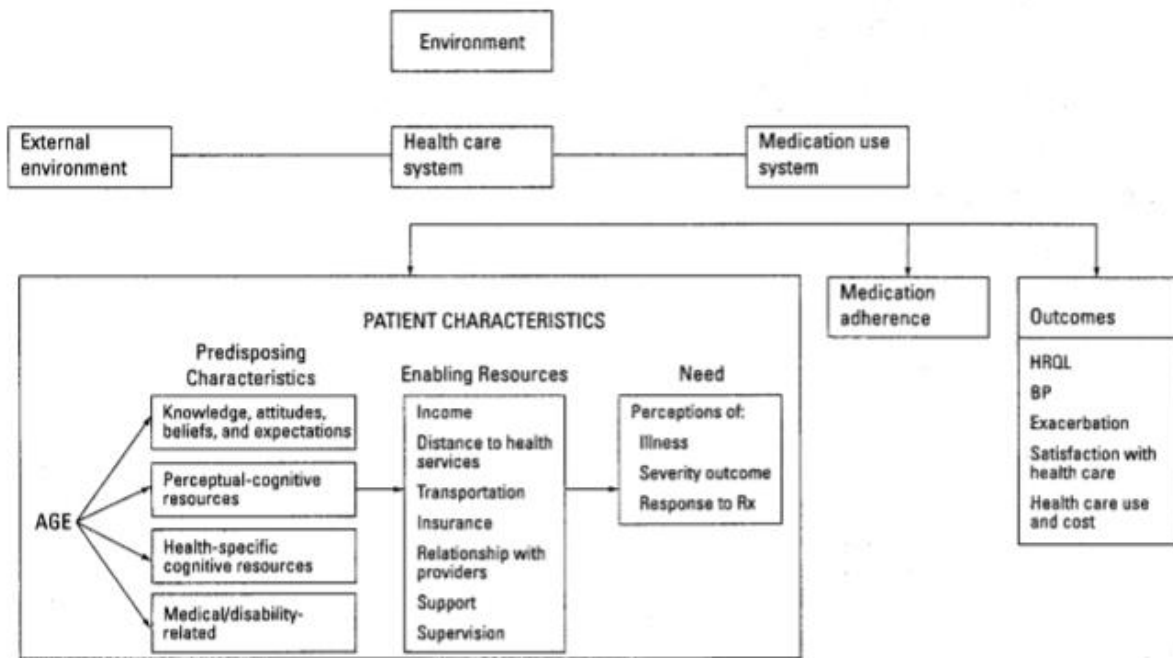 Environment
External
environment
Health care
system
Medication use
system
PATIENT CHARACTERISTICS
Predisposing
Characteristics
Knowledge, attitudes,
beliefs, and expectations
Perceptual-cognitive
resources
AGE
Health-specific
cognitive resources
Medical/disability-
related
Enabling Resources
Income
Distance to health
services
Transportation
Insurance
Relationship with
providers
Support
Supervision
Need
Perceptions of:
Illness
Severity outcome
Response to Rx
Medication
adherence
Outcomes
HRQL
BP
Exacerbation
Satisfaction with
health care
Health care use
and cost